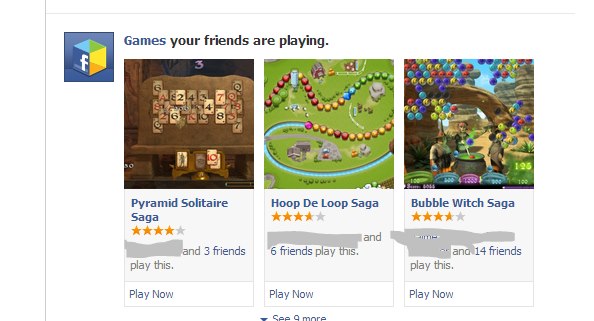 Games your friends are playing.
Pyramid Solitaire
Saga
and 3 friends
play this.
Play Now
Hoop De Loop Saga
and
6 friends play this.
Play Now
Bubble Witch Saga
and 14 friends
play this.
Play Now
See 9 more